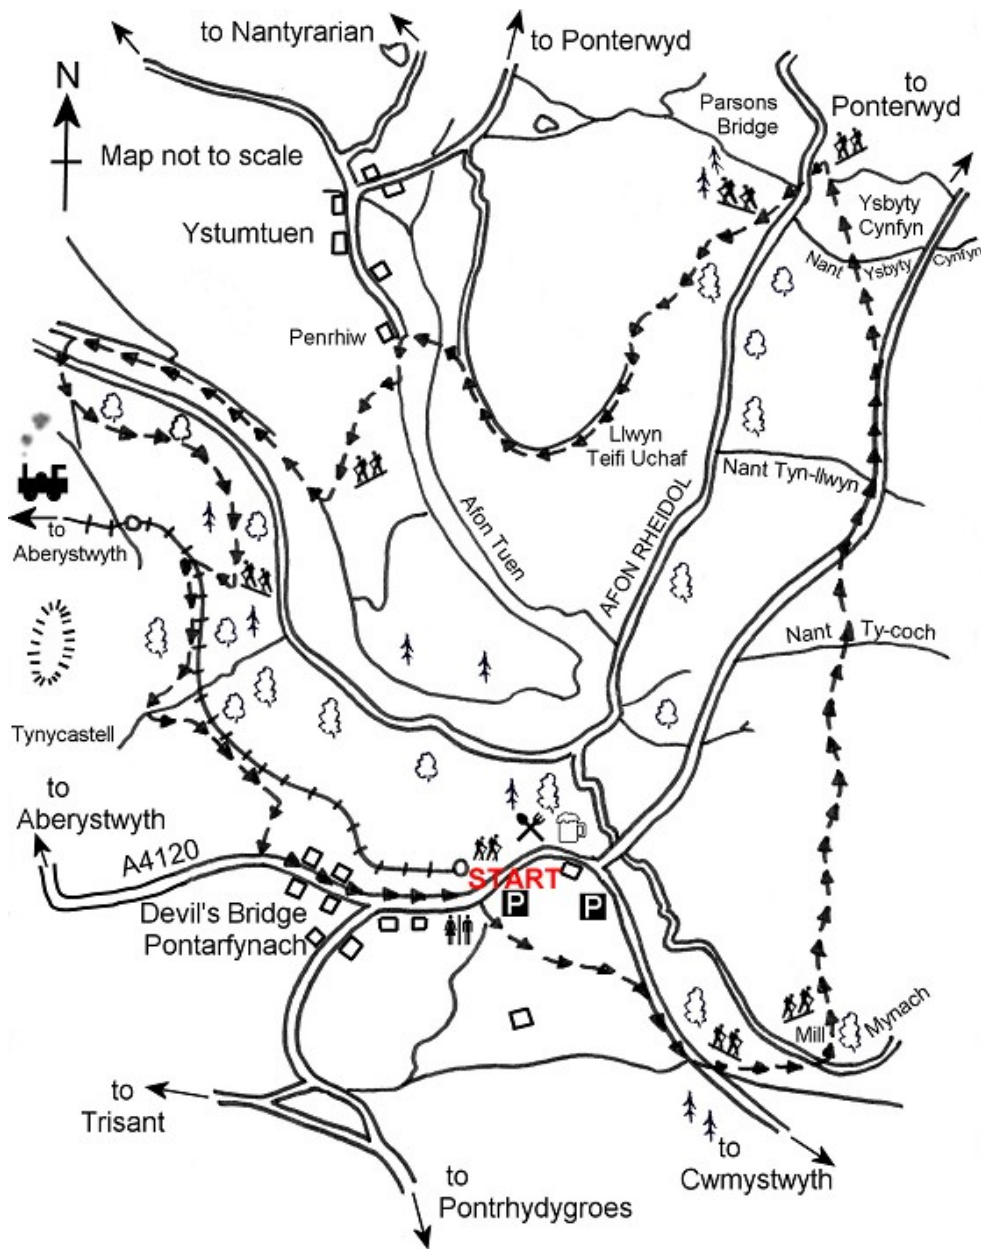 to Nantyrarian
to Ponterwyd
to
Ponterwyd
N
Map not to scale
Parsons
Bridge
Ysbyty
Cynfyn
Ystumtuen
Nant
Ysbyty
Cynfyn
Penrhiw
Llwyn
Teifi Uchaf
Nant Tyn-llwyn
Afon Tuen
AFON RHEIDOL
to
Aberystwyth
Nant
Ty-coch
Tynycastell
to
Aberystwyth
A4120
START
P
P
Devil's Bridge
Pontarfynach
Mill
Mynach
to
Trisant
to
Cwmystwyth
to
Pontrhydygroes